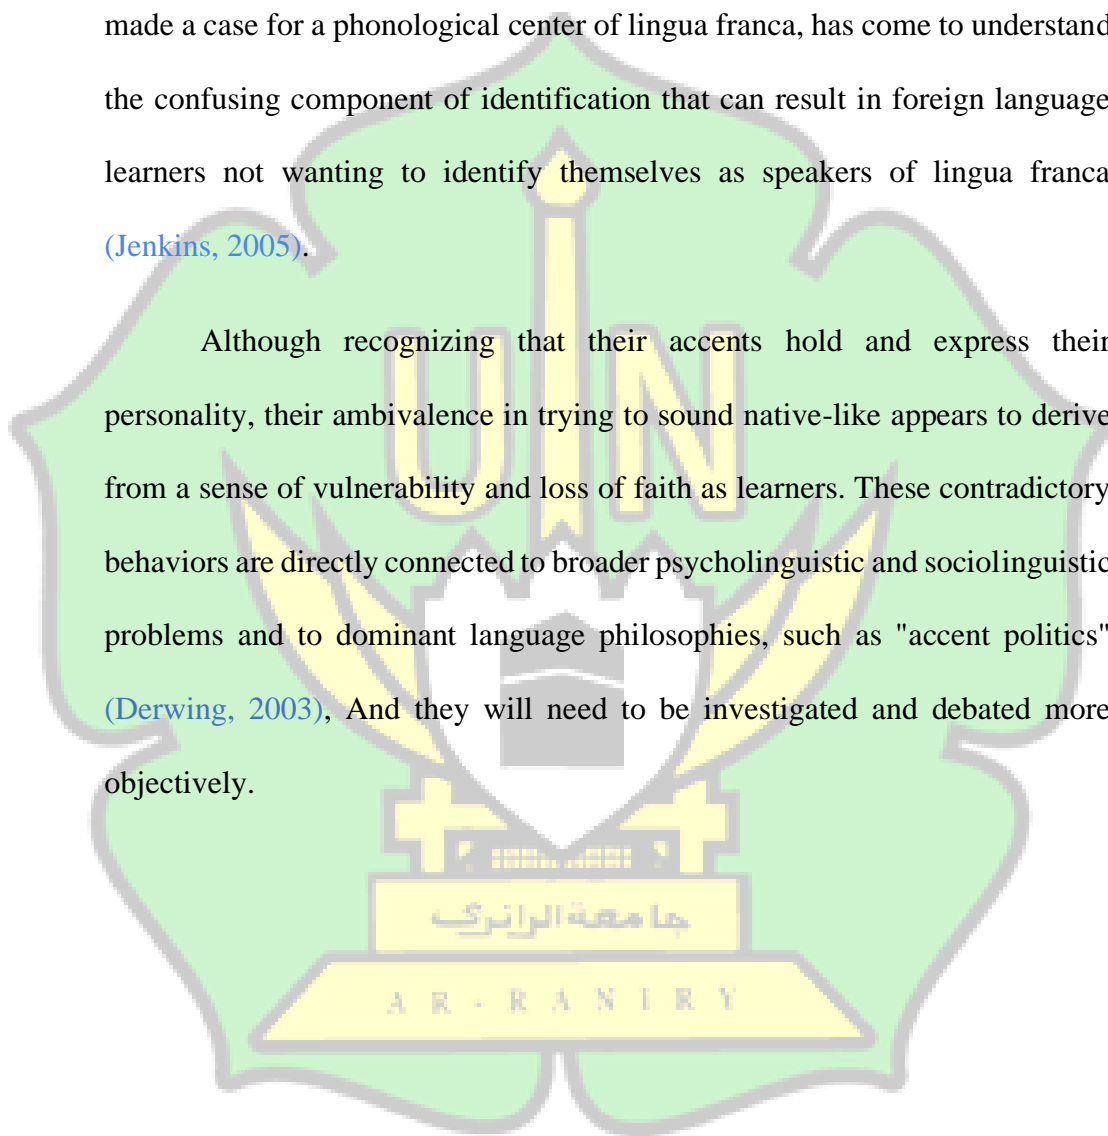 made a case for a phonological center of lingua franca, has come to understand
the confusing component of identification that can result in foreign language
learners not wanting to identify themselves as speakers of lingua franca
(Jenkins, 2005).
Although recognizing that their accents hold and express their
personality, their ambivalence in trying to sound native-like appears to derive
from a sense of vulnerability and loss of faith as learners. These contradictory
behaviors are directly connected to broader psycholinguistic and sociolinguistic
problems and to dominant language philosophies, such as "accent politics"
(Derwing, 2003), And they will need to be investigated and debated more
objectively.
UIN
جامعة الرانري
AR-RANIRY